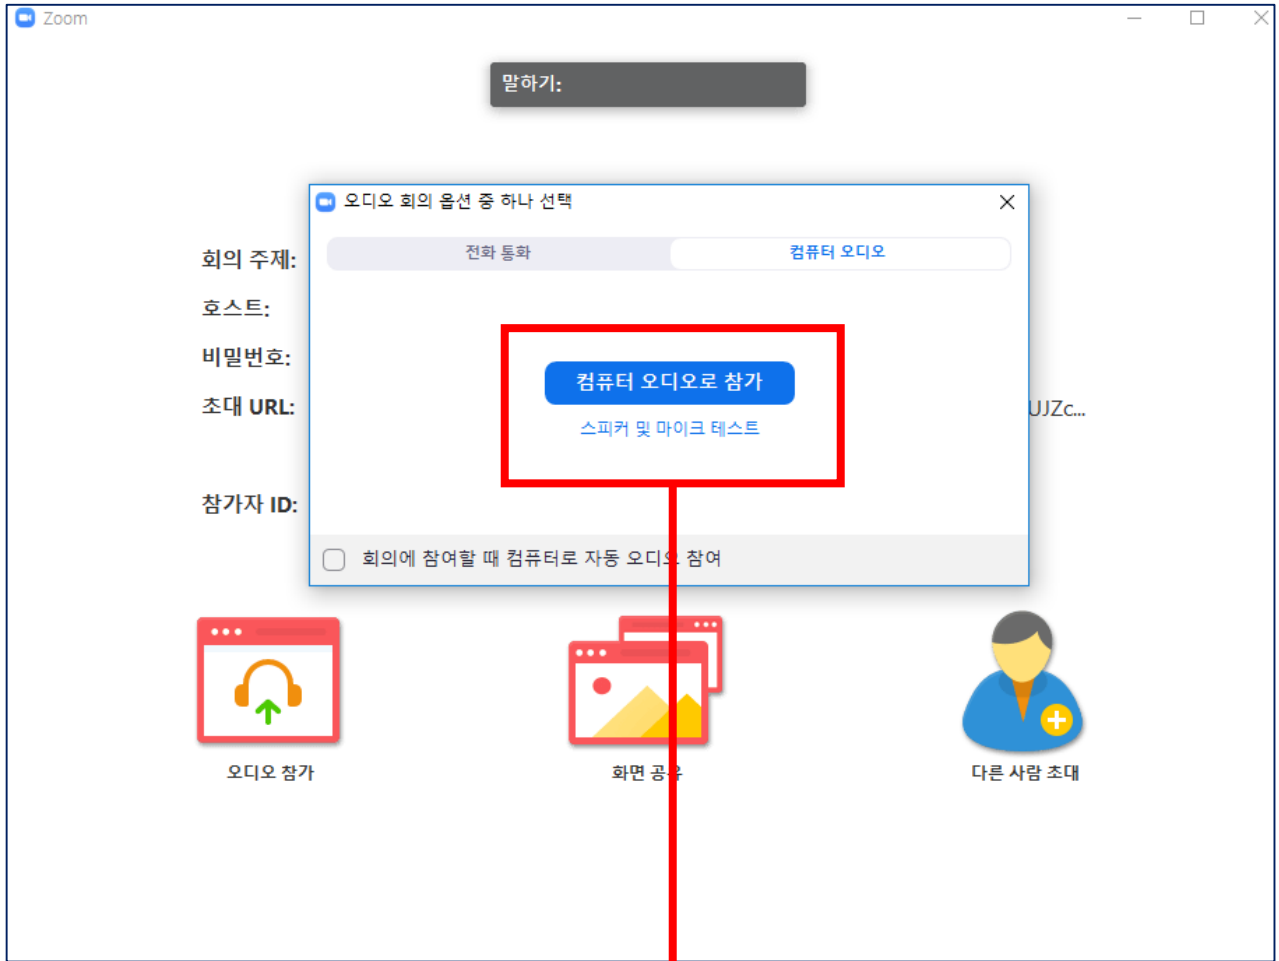 Zoom
말하기:
오디오 회의 옵션 중 하나 선택
전화 통화
컴퓨터 오디오
회의 주제:
호스트:
비밀번호:
컴퓨터 오디오로 참가
초대 URL:
UJZc...
스피커 및 마이크 테스트
참가자 ID:
회의에 참여할 때 컴퓨터로 자동 오디오 참여
오디오 참가
화면 공유
다른 사람 초대